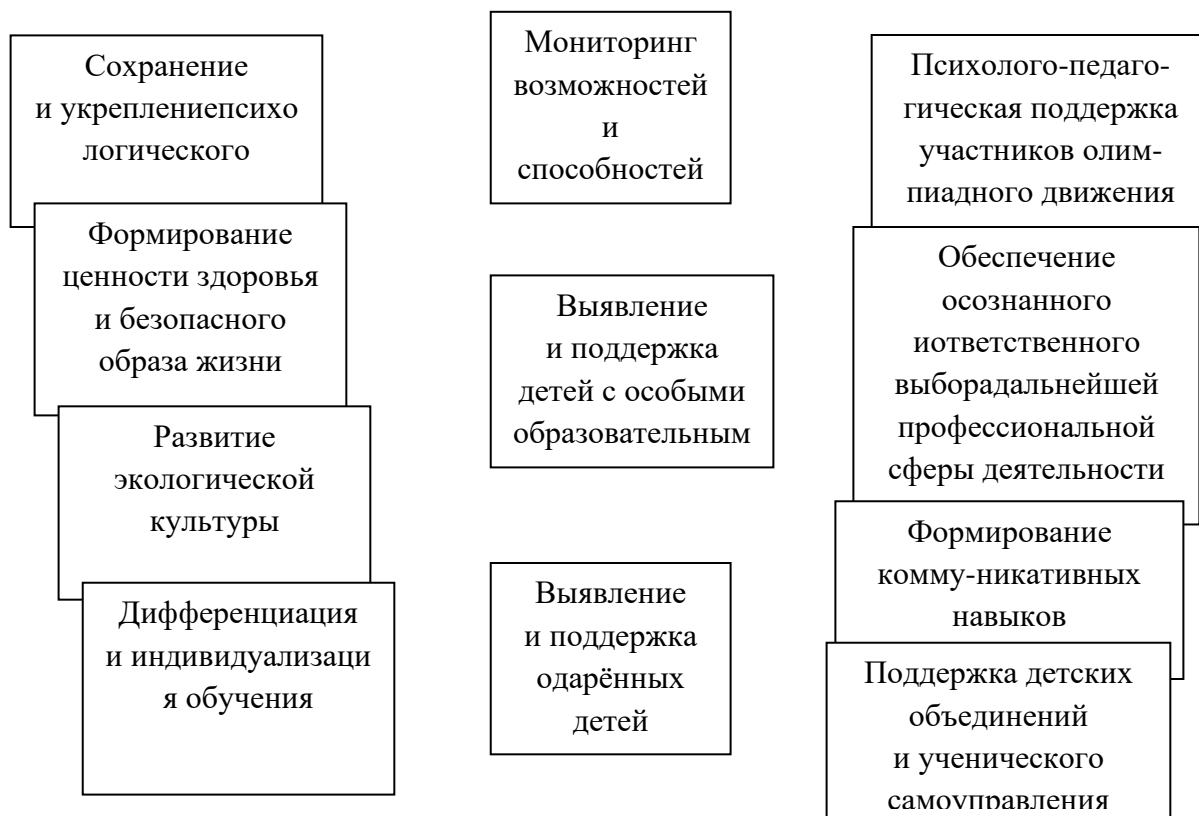 Сохранение
и укреплениепсихо
логического
Формирование
ценности здоровья
и безопасного
образа жизни
Развитие
экологической
культуры
Дифференциация
и индивидуализаци
я обучения
Мониторинг
возможностей
и
способностей
Выявление
и поддержка
детей с особыми
образовательным
Выявление
и поддержка
одарённых
детей
Психолого-педаго-
гическая поддержка
участников олим-
пиадного движения
Обеспечение
осознанного
иответственного
выборадальнейшей
профессиональной
сферы деятельности
Формирование
комму-никативных
навыков
Поддержка детских
объединений
и ученического
самоуправления